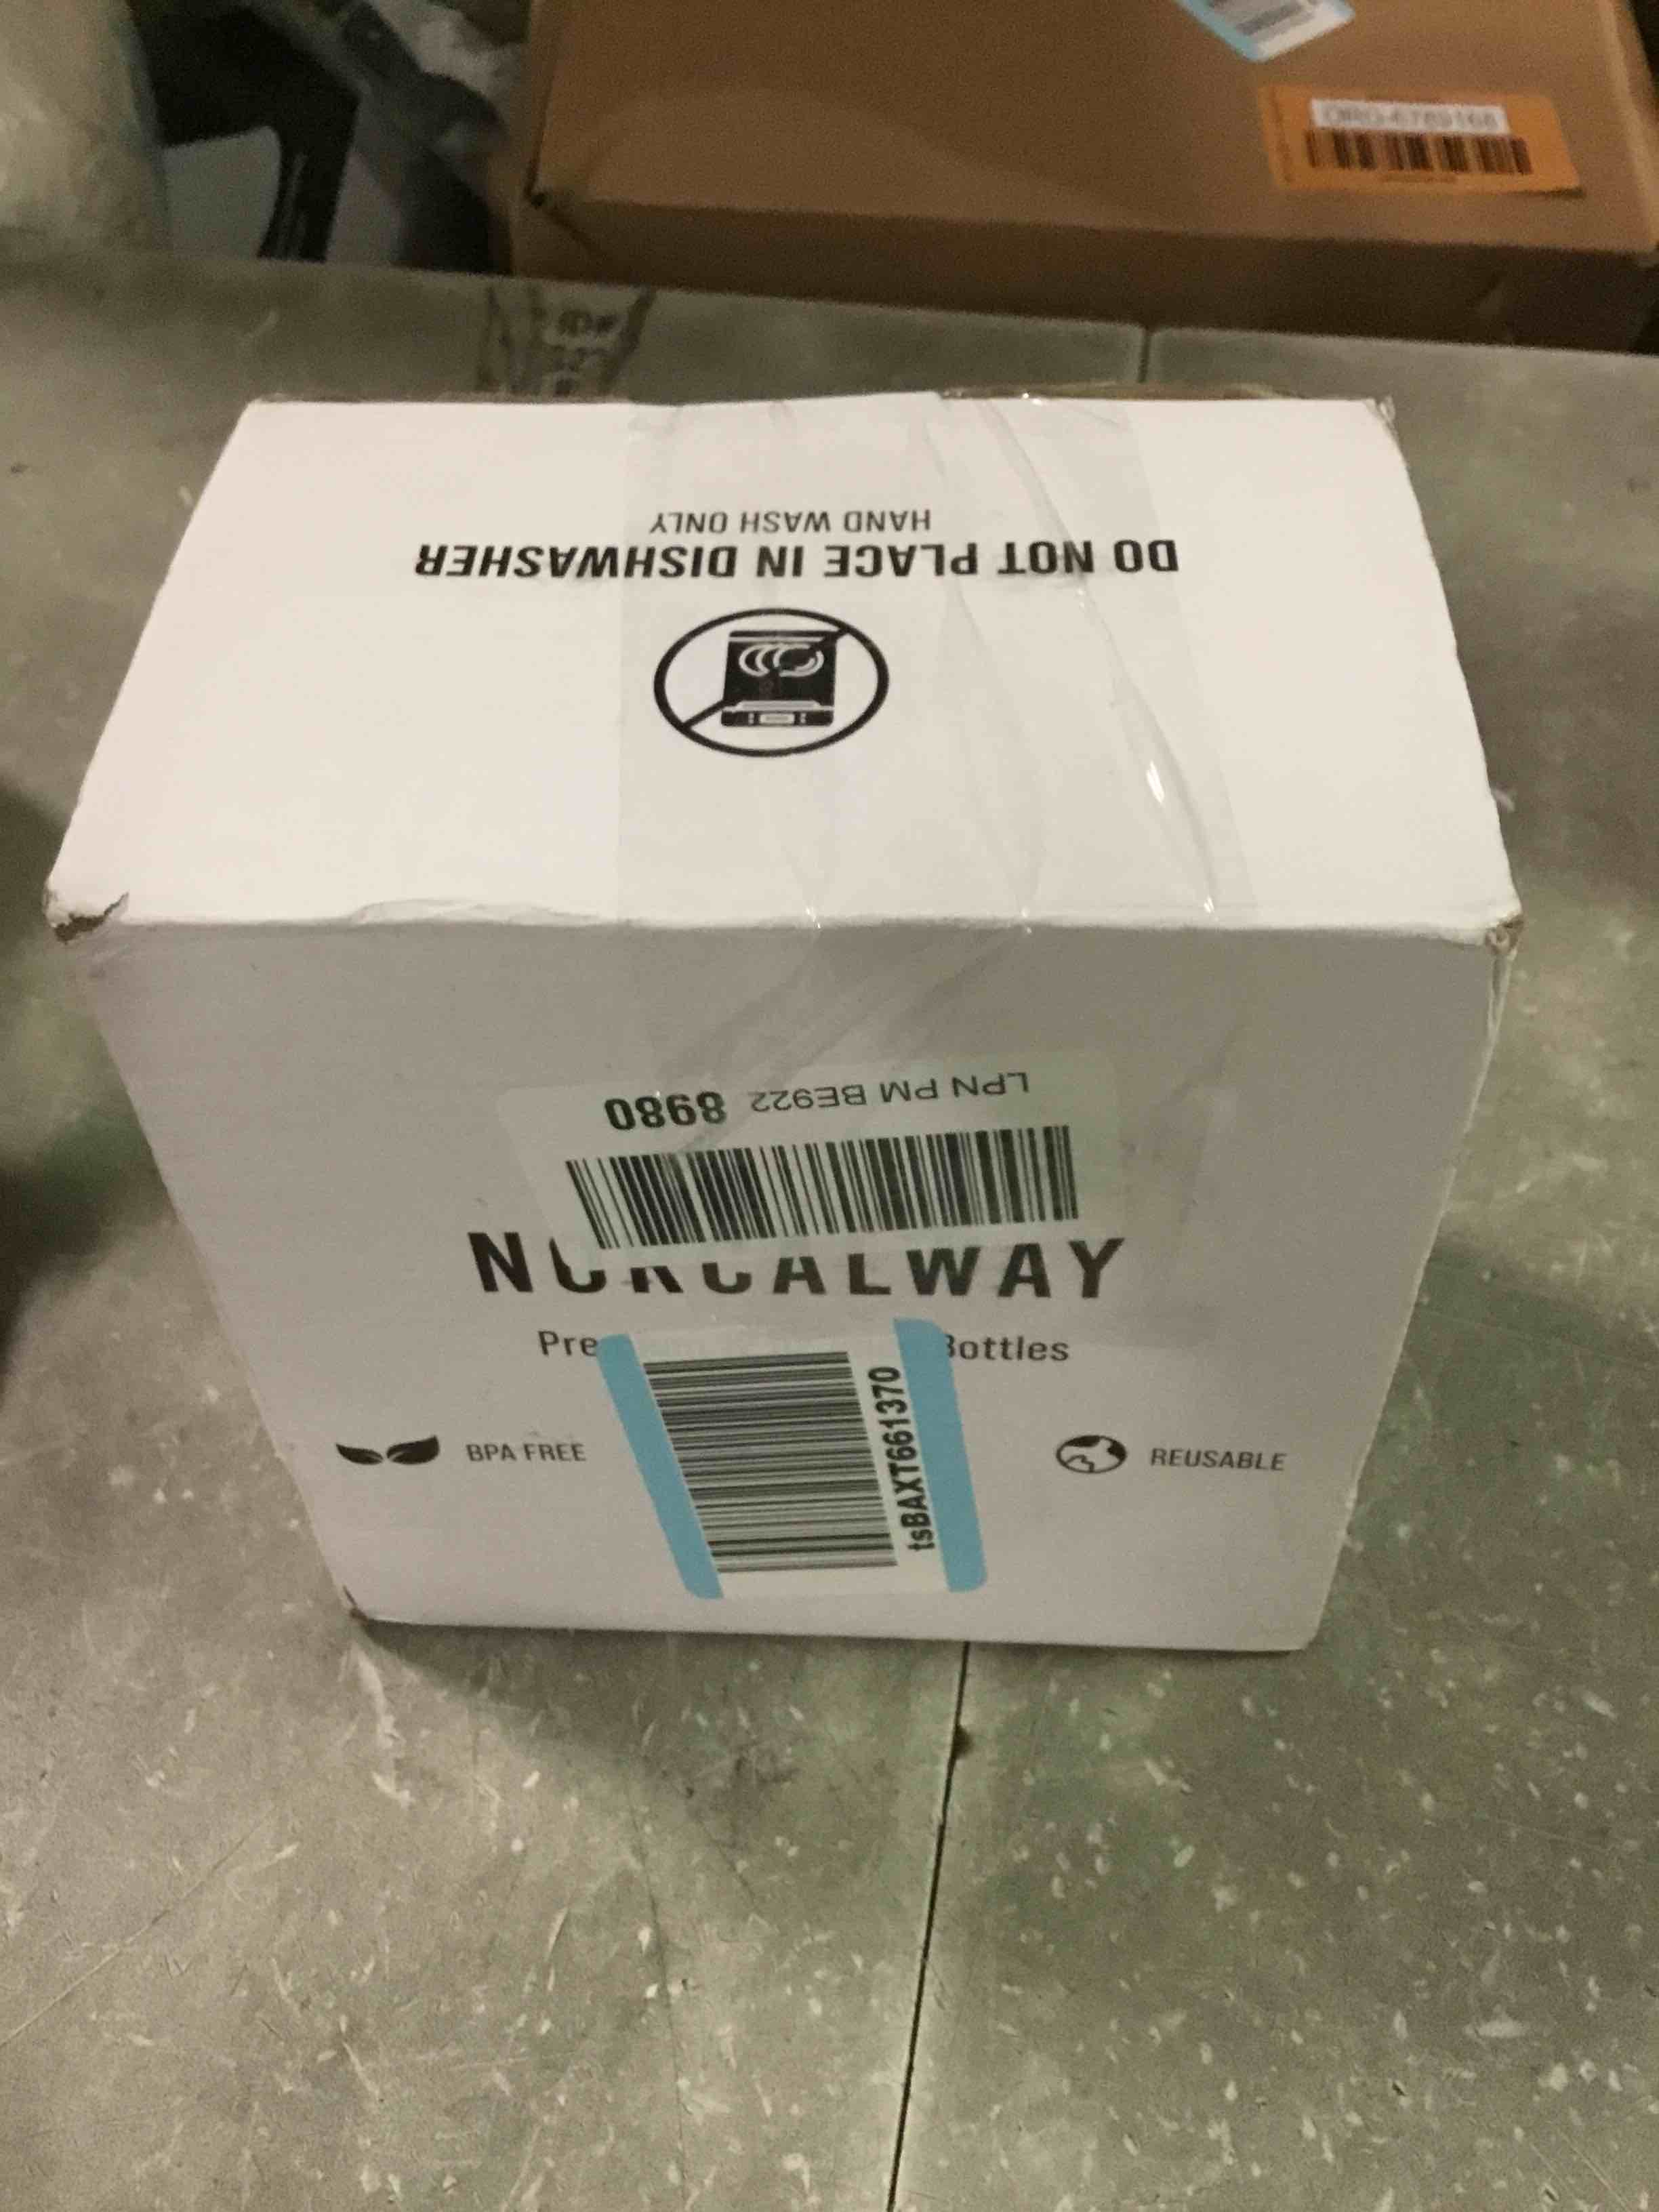 DO NOT PLACE IN DISHWASHER
HAND WASH ONLY
LPN PM BE922 8980
NORCALWAY
Pre Bottles
BPA FREE
tsBAXT661370
REUSABLE